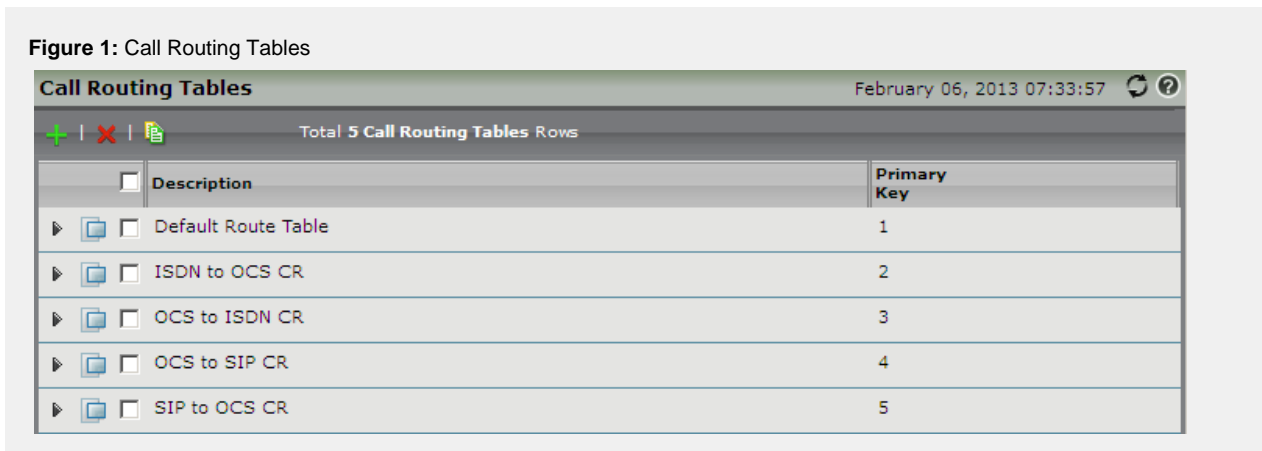 Figure 1: Call Routing Tables
Call Routing Tables February 06, 2013 07:33:57
Total 5 Call Routing Tables Rows
Description Primary Key
Default Route Table 1
ISDN to OCS CR 2
OCS to ISDN CR 3
OCS to SIP CR 4
SIP to OCS CR 5